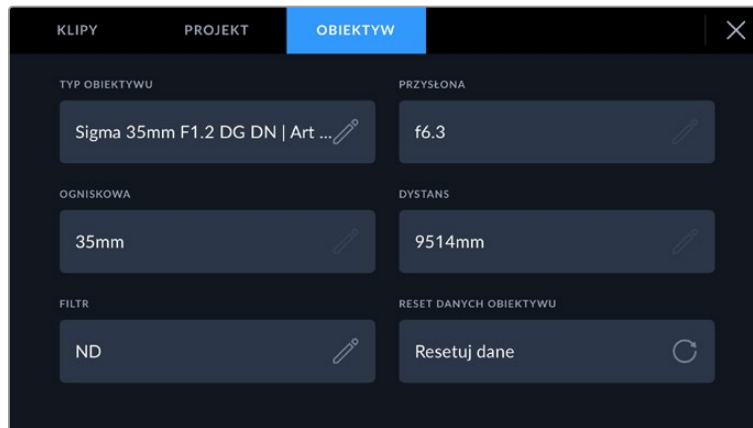 KLIPY PROJEKT OBIEKTYW
TYP OBIEKTYWU
Sigma 35mm F1.2 DG DN | Art ...
PRZYSŁONA
f6.3
OGNISKOWA
35mm
DYSTANS
9514mm
FILTR
ND
RESET DANYCH OBIEKTYWU
Resetuj dane